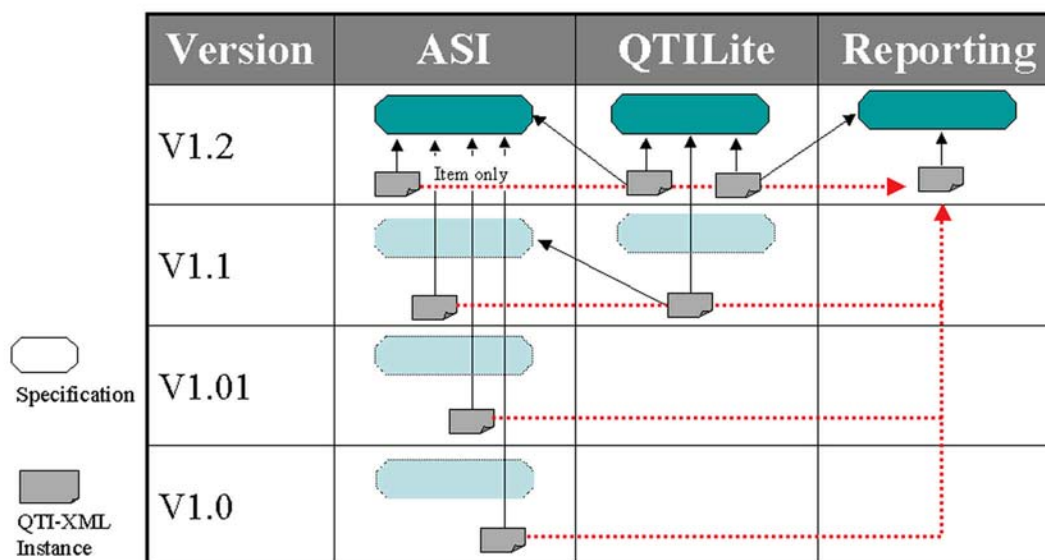 Version ASI QTILite Reporting
V1.2
Item only
V1.1
V1.01
V1.0
Specification
QTI-XML
Instance